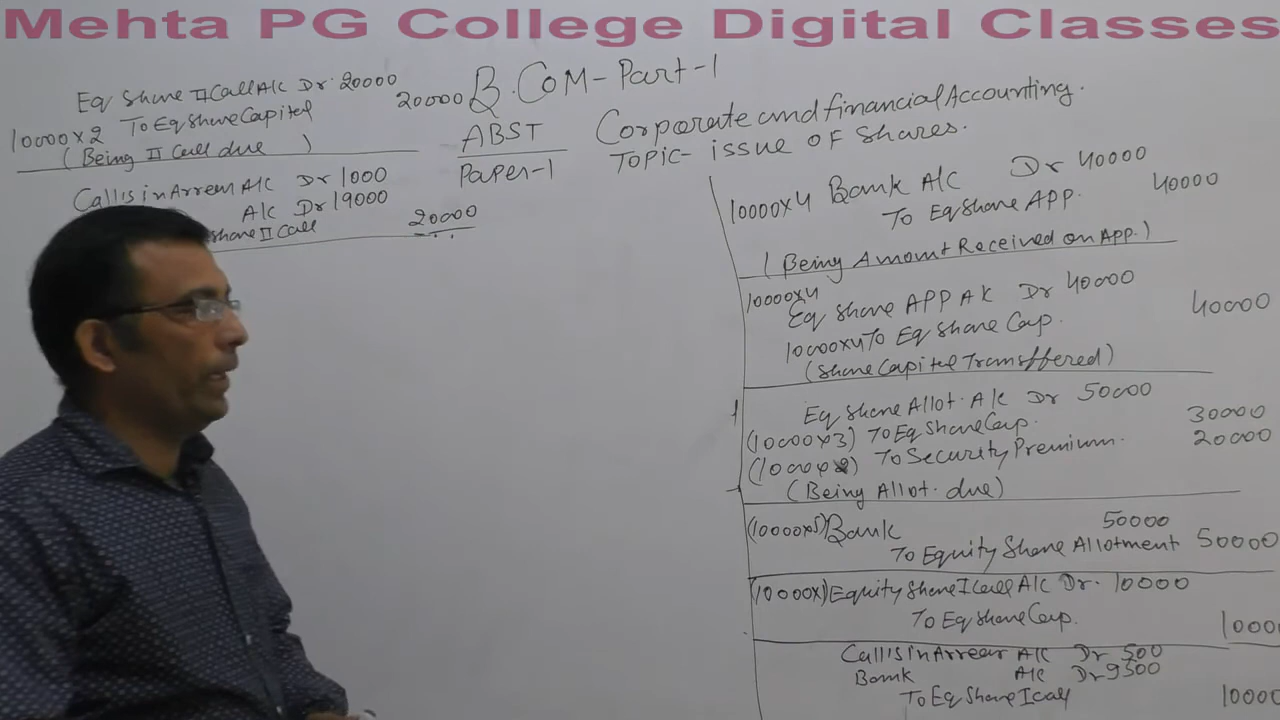 Mehta PG College Digital Classes
B.COM-Part-1
ABST
Paper-1
Corporate and financial Accounting.
TOPIC- issue OF Shares.
10000x4 Bank A/C Dr 40000
To EqShare App. 40000
(Being Amount Received on App.)
10000x4
Eq Share APP A/C Dr 40000
10000x4 To Eq Share Cap. 40000
(Share Capital Transffered)
Eq Share Allot. A/C Dr 50000
(10000x3) To EqShare Cap. 30000
To Security Premium. 20000
(Being Allot. due)
(10000x5) Bank 50000
To Equity Share Allotment 50000
(10000x1) Equity Share I Call A/C Dr. 10000
To Eq Share Cap. 1000
Calls in Arrear A/C Dr 500
Bank A/C Dr 9500
To Eq Share I call 1000
Eq Share II Call A/C Dr. 20000
10000x2 To Eq Share Capital 20000
(Being II Call due)
Calls in Arrear A/C Dr 1000
A/C Dr 19000
share II Call 20000